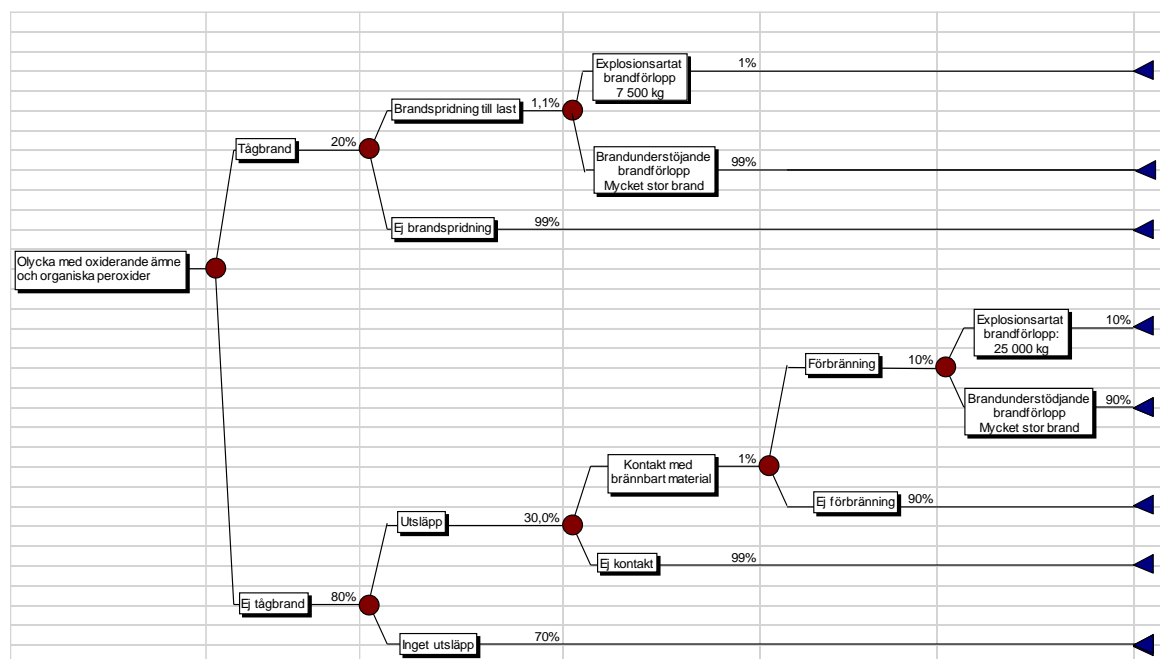 Explosionsartat
brandförlopp
7 500 kg
1%
Brandspridning till last
1,1%
Tågbrand
20%
Brandunderstöjande
brandförlopp
Mycket stor brand
99%
Ej brandspridning
99%
Olycka med oxiderande ämne
och organiska peroxider
Explosionsartat
brandförlopp:
25 000 kg
10%
Förbränning
10%
Brandunderstödjande
brandförlopp
Mycket stor brand
90%
Kontakt med
brännbart material
1%
Ej förbränning
90%
Utsläpp
30,0%
Ej kontakt
99%
Ej tågbrand
80%
Inget utsläpp
70%